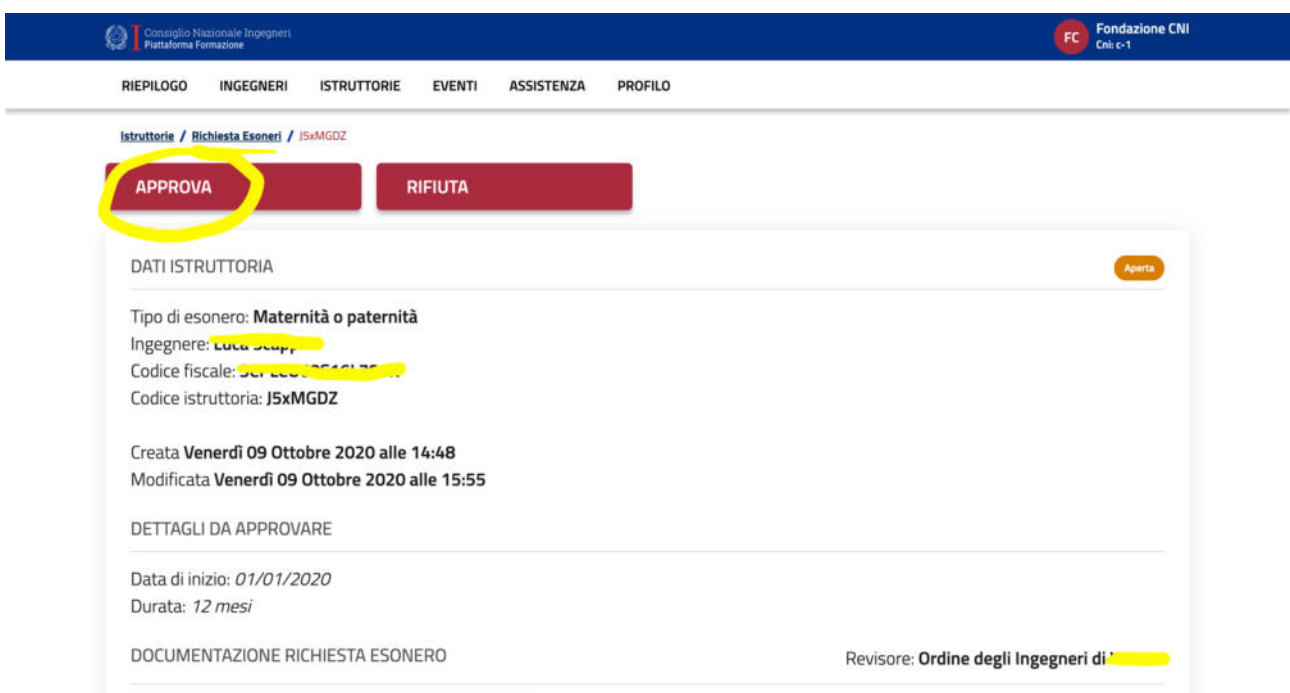 Consiglio Nazionale Ingegneri
Piattaforma Formazione
FC
Fondazione CNI
Cni: c-1
RIEPILOGO INGEGNERI ISTRUTTORIE EVENTI ASSISTENZA PROFILO
Istruttorie / Richiesta Esoneri / J5xMGDZ
APPROVA RIFIUTA
DATI ISTRUTTORIA Aperta
Tipo di esonero: Maternità o paternità
Ingegnere:
Codice fiscale:
Codice istruttoria: J5xMGDZ
Creata Venerdì 09 Ottobre 2020 alle 14:48
Modificata Venerdì 09 Ottobre 2020 alle 15:55
DETTAGLI DA APPROVARE
Data di inizio: 01/01/2020
Durata: 12 mesi
DOCUMENTAZIONE RICHIESTA ESONERO
Revisore: Ordine degli Ingegneri di